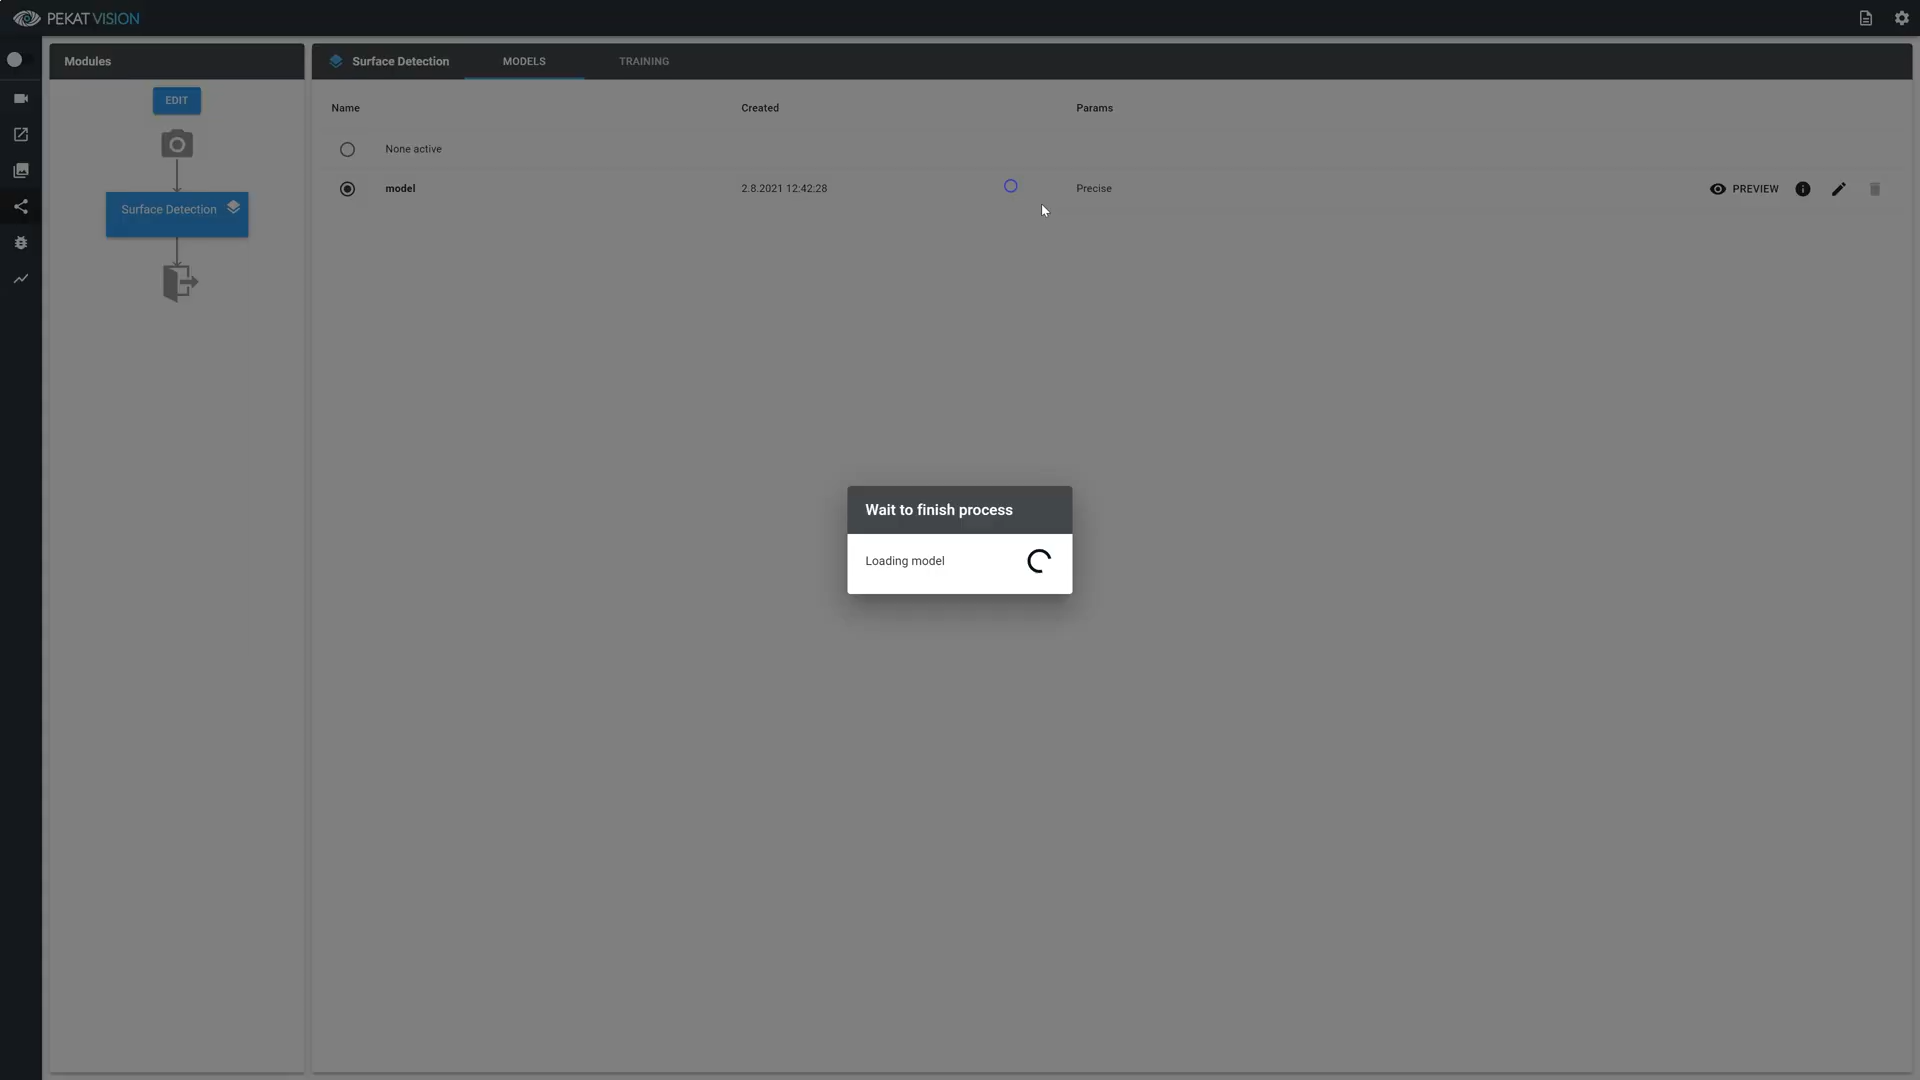 PEKAT VISION
Modules
EDIT
Surface Detection
Surface Detection
MODELS
TRAINING
Name
Created
Params
None active
model
2.8.2021 12:42:28
Precise
PREVIEW
Wait to finish process
Loading model